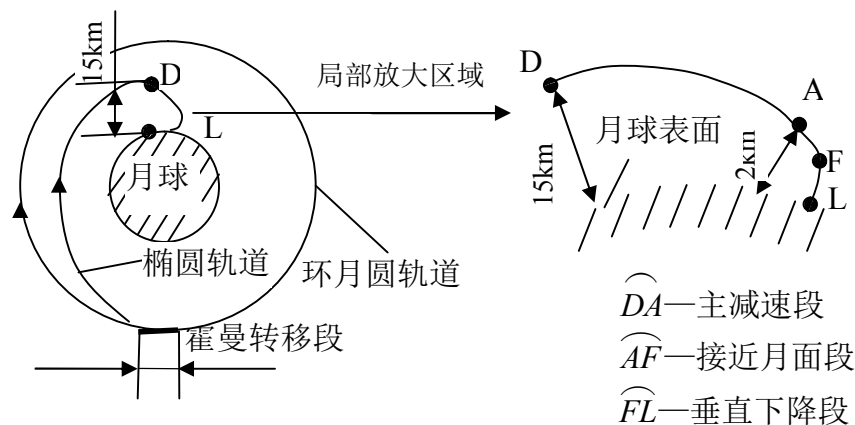 15km
D
L
月球
椭圆轨道
环月圆轨道
霍曼转移段
局部放大区域
D
A
月球表面
15km
2km
F
L
DA—主减速段
AF—接近月面段
FL—垂直下降段